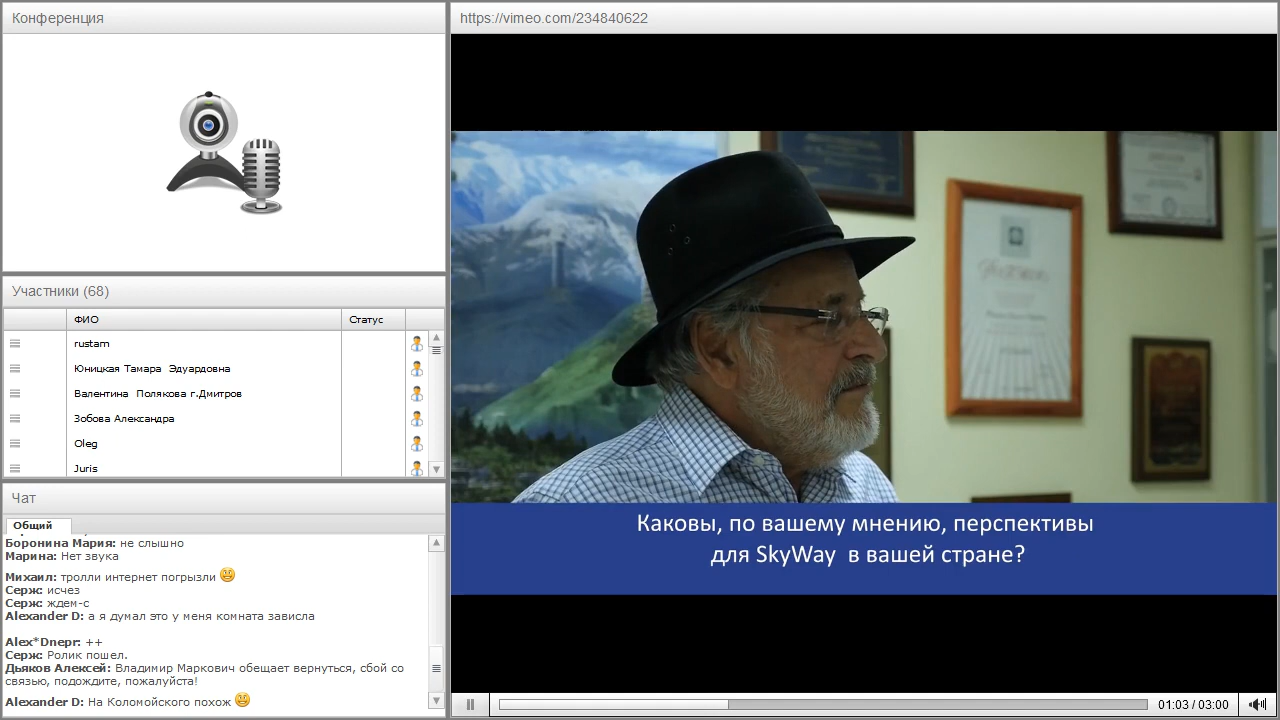 Конференция
https://vimeo.com/234840622
Участники (68)
ФИО
Статус
rustam
Юницкая Тамара Эдуардовна
Валентина Полякова г.Дмитров
Зобова Александра
Oleg
Juris
Чат
Общий
Боронина Мария: не слышно
Марина: Нет звука
Михаил: тролли интернет погрызли
Серж: исчез
Серж: ждем-с
Alexander D: а я думал это у меня комната зависла
Alex*Dnepr: ++
Серж: Ролик пошел.
Дьяков Алексей: Владимир Маркович обещает вернуться, сбой со
связью, подождите, пожалуйста!
Alexander D: На Коломойского похож
Каковы, по вашему мнению, перспективы
для SkyWay в вашей стране?
01:03 / 03:00